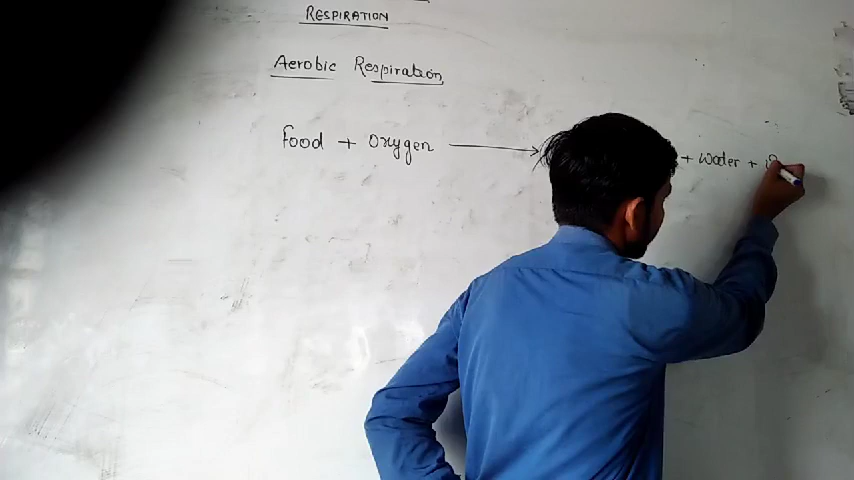 RESPIRATION
Aerobic Respiration
Food + Oxygen → + Water +